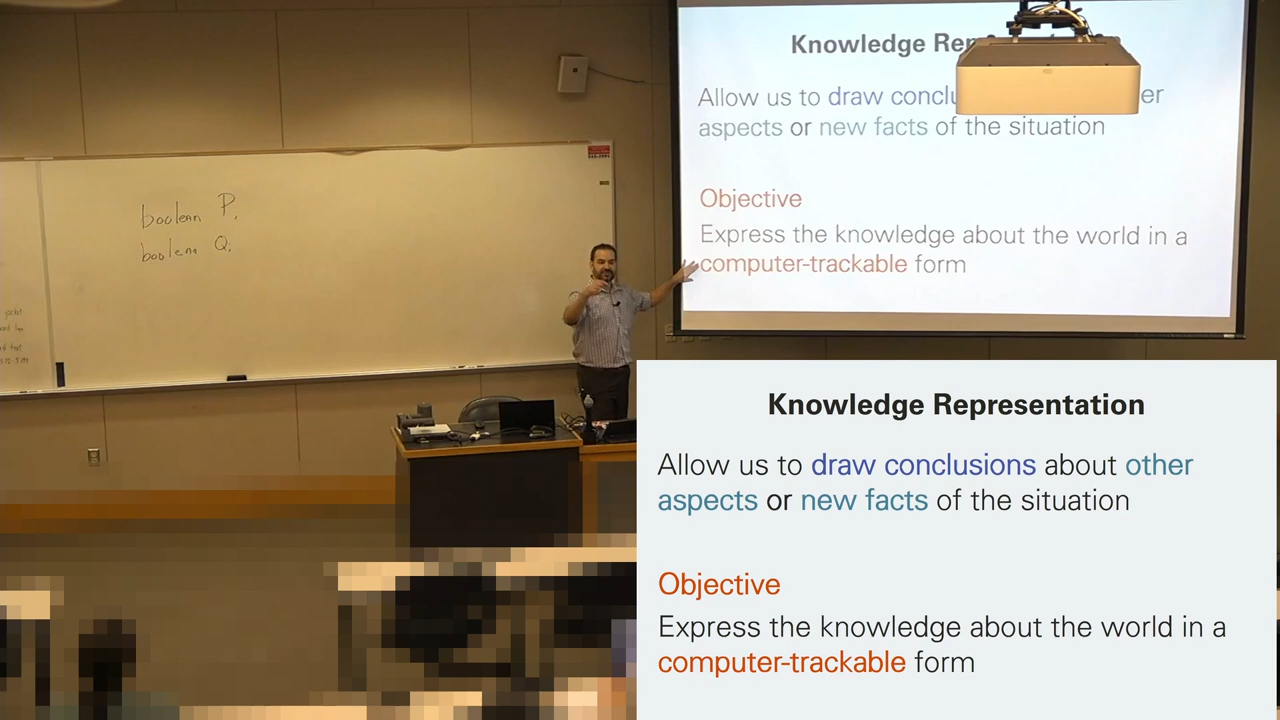 boolean P,
boolean Q,
Knowledge Rep
Allow us to draw conclu er
aspects or new facts of the situation
Objective
Express the knowledge about the world in a
computer-trackable form
Knowledge Representation
Allow us to draw conclusions about other
aspects or new facts of the situation
Objective
Express the knowledge about the world in a
computer-trackable form